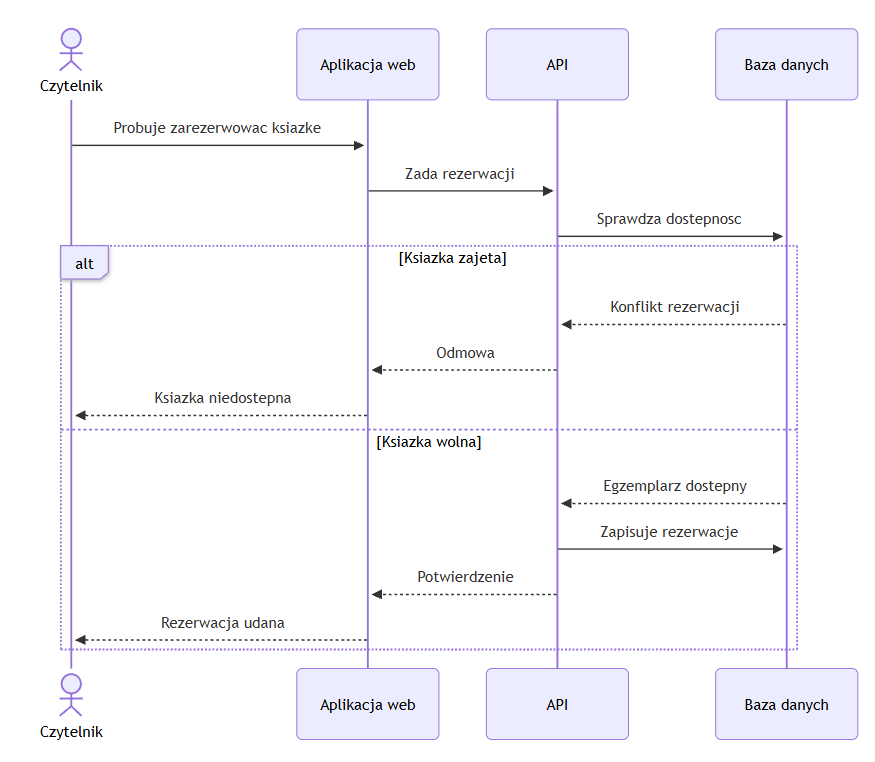 Czytelnik
Aplikacja web
API
Baza danych
Probuje zarezerwowac ksiazke
Zada rezerwacji
Sprawdza dostepnosc
alt
[Ksiazka zajeta]
Konflikt rezerwacji
Odmowa
Ksiazka niedostepna
[Ksiazka wolna]
Egzemplarz dostepny
Zapisuje rezerwacje
Potwierdzenie
Rezerwacja udana
Czytelnik
Aplikacja web
API
Baza danych